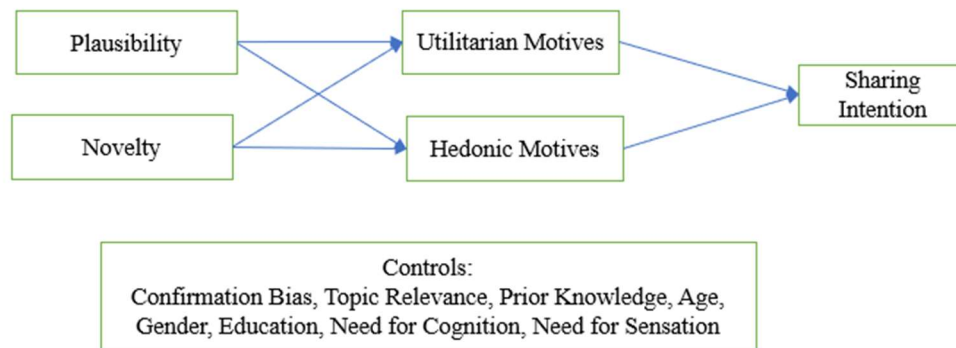 Plausibility
Utilitarian Motives
Sharing
Intention
Novelty
Hedonic Motives
Controls:
Confirmation Bias, Topic Relevance, Prior Knowledge, Age,
Gender, Education, Need for Cognition, Need for Sensation